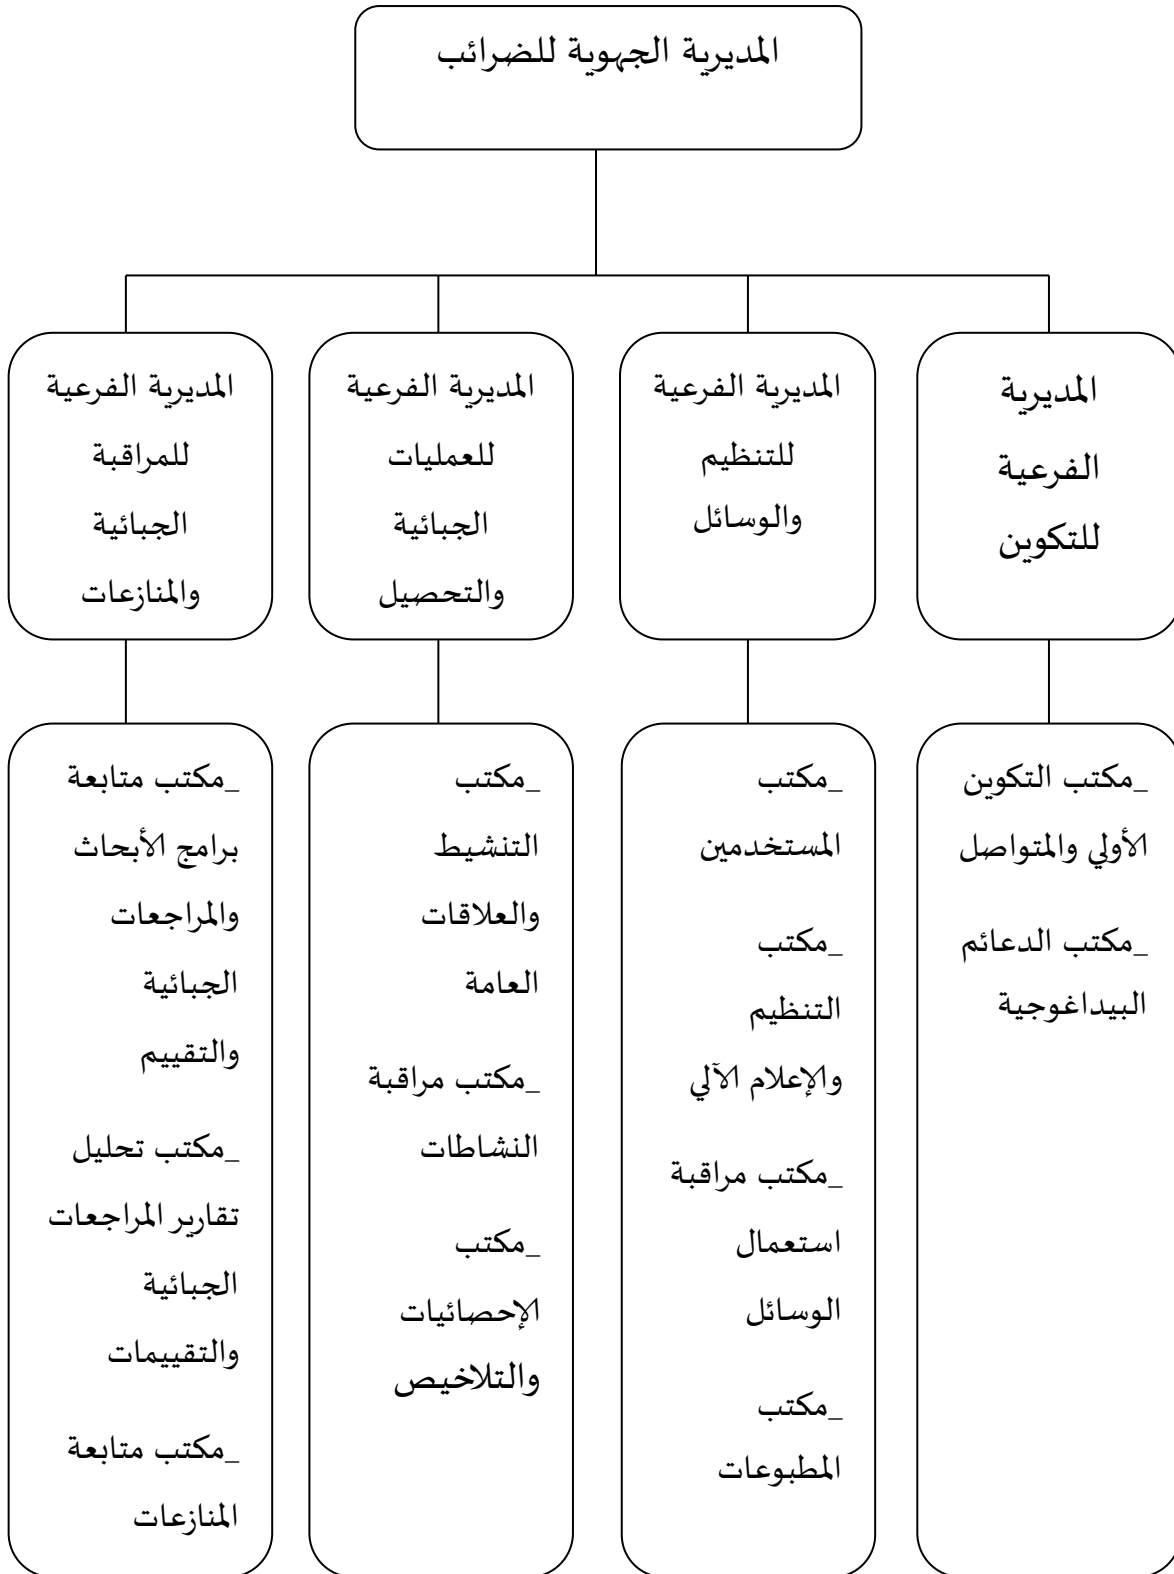 المديرية الجهوية للضرائب
المديرية
الفرعية
للتكوين
المديرية الفرعية
للتنظيم
والوسائل
المديرية الفرعية
للعمليات
الجبائية
والتحصيل
المديرية الفرعية
للمراقبة
الجبائية
والمنازعات
_مكتب التكوين
الأولي والمتواصل
_مكتب الدعائم
البيداغوجية
_مكتب
المستخدمين
_مكتب
التنظيم
والإعلام الآلي
_مكتب مراقبة
استعمال
الوسائل
_مكتب
المطبوعات
_مكتب
التنشيط
والعلاقات
العامة
_مكتب مراقبة
النشاطات
_مكتب
الإحصائيات
والتلاخيص
_مكتب متابعة
برامج الأبحاث
والمراجعات
الجبائية
والتقييم
_مكتب تحليل
تقارير المراجعات
الجبائية
والتقييمات
_مكتب متابعة
المنازعات